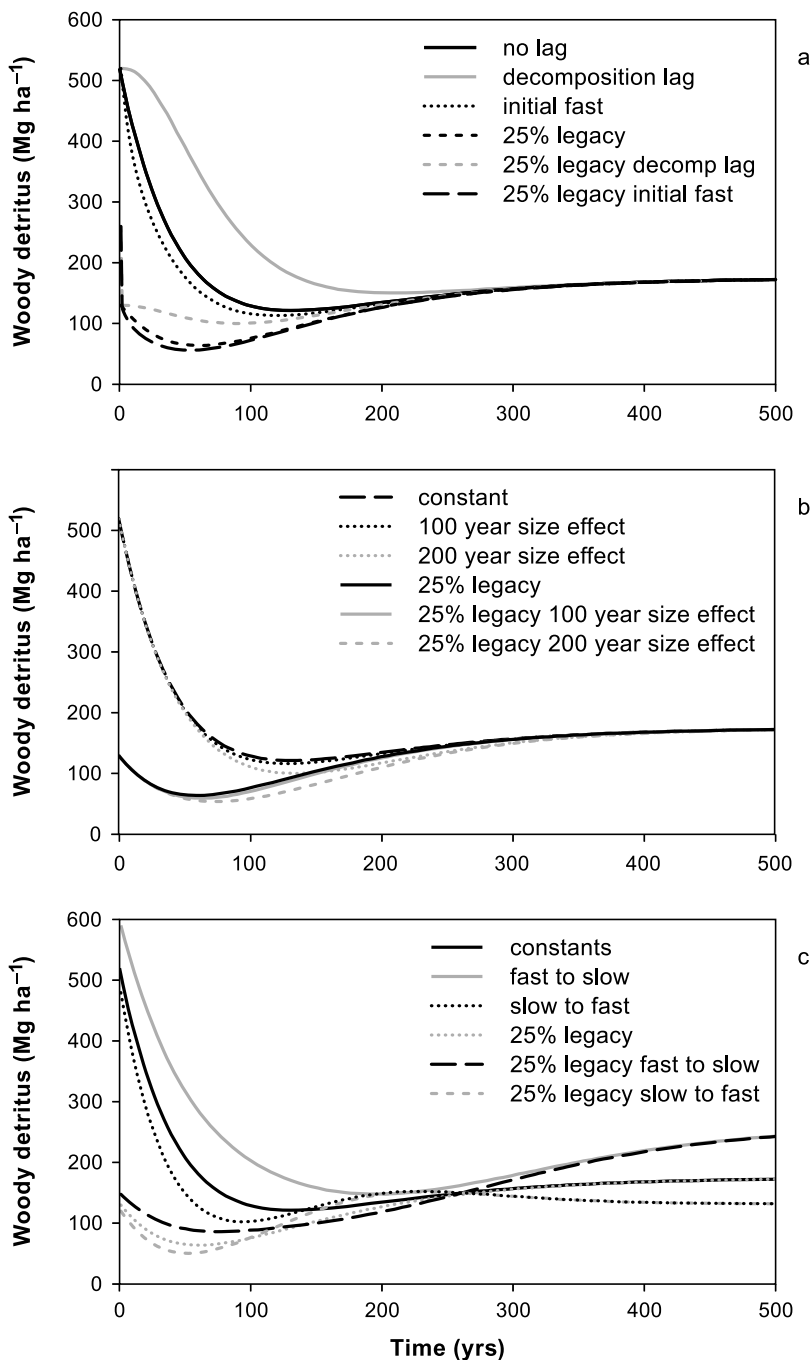 600
500
400
300
200
100
0
Woody detritus (Mg ha⁻¹)
a
no lag
decomposition lag
initial fast
25% legacy
25% legacy decomp lag
25% legacy initial fast
0 100 200 300 400 500
500
400
300
200
100
0
Woody detritus (Mg ha⁻¹)
b
constant
100 year size effect
200 year size effect
25% legacy
25% legacy 100 year size effect
25% legacy 200 year size effect
0 100 200 300 400 500
600
500
400
300
200
100
0
Woody detritus (Mg ha⁻¹)
c
constants
fast to slow
slow to fast
25% legacy
25% legacy fast to slow
25% legacy slow to fast
0 100 200 300 400 500
Time (yrs)